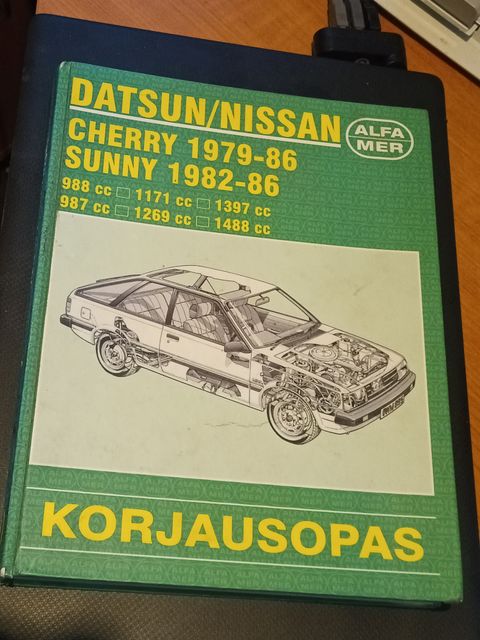 DATSUN/NISSAN
CHERRY 1979-86
SUNNY 1982-86
ALFA
MER
988 cc □ 1171 cc □ 1397 cc
987 cc □ 1269 cc □ 1488 cc
KORJAUSOPAS